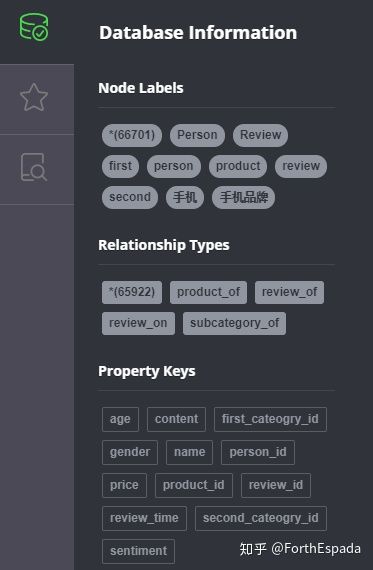 Database Information
Node Labels
*(66701) Person Review
first person product review
second 手机 手机品牌
Relationship Types
*(65922) product_of review_of
review_on subcategory_of
Property Keys
age content first_cateogry_id
gender name person_id
price product_id review_id
review_time second_cateogry_id
sentiment
知乎 @ForthEspada